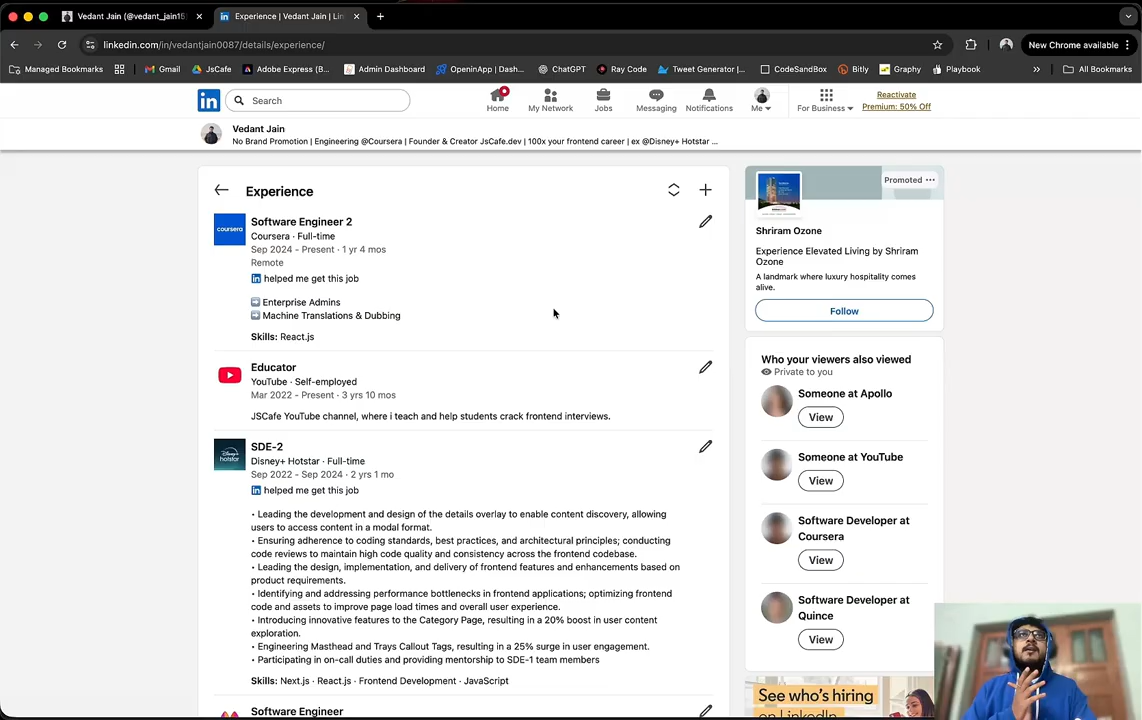 Vedant Jain (@vedant_jain15
Experience | Vedant Jain | Lin
linkedin.com/in/vedantjain0087/details/experience/
New Chrome available
Managed Bookmarks
Gmail
JsCafe
Adobe Express (B...
Admin Dashboard
OpeninApp | Dash...
ChatGPT
Ray Code
Tweet Generator |...
CodeSandBox
Bitly
Graphy
Playbook
All Bookmarks
Search
Home
My Network
Jobs
Messaging
Notifications
Me
For Business
Reactivate
Premium: 50% Off
Vedant Jain
No Brand Promotion | Engineering @Coursera | Founder & Creator JsCafe.dev | 100x your frontend career | ex @Disney+ Hotstar ...
Experience
coursera
Software Engineer 2
Coursera · Full-time
Sep 2024 - Present · 1 yr 4 mos
Remote
in helped me get this job
➡️ Enterprise Admins
➡️ Machine Translations & Dubbing
Skills: React.js
Educator
YouTube · Self-employed
Mar 2022 - Present · 3 yrs 10 mos
JSCafe YouTube channel, where i teach and help students crack frontend interviews.
Disney+ hotstar
SDE-2
Disney+ Hotstar · Full-time
Sep 2022 - Sep 2024 · 2 yrs 1 mo
in helped me get this job
• Leading the development and design of the details overlay to enable content discovery, allowing
users to access content in a modal format.
• Ensuring adherence to coding standards, best practices, and architectural principles; conducting
code reviews to maintain high code quality and consistency across the frontend codebase.
• Leading the design, implementation, and delivery of frontend features and enhancements based on
product requirements.
• Identifying and addressing performance bottlenecks in frontend applications; optimizing frontend
code and assets to improve page load times and overall user experience.
• Introducing innovative features to the Category Page, resulting in a 20% boost in user content
exploration.
• Engineering Masthead and Trays Callout Tags, resulting in a 25% surge in user engagement.
• Participating in on-call duties and providing mentorship to SDE-1 team members
Skills: Next.js · React.js · Frontend Development · JavaScript
Software Engineer
Promoted
Shriram Ozone
Experience Elevated Living by Shriram
Ozone
A landmark where luxury hospitality comes
alive.
Follow
Who your viewers also viewed
Private to you
Someone at Apollo
View
Someone at YouTube
View
Software Developer at
Coursera
View
Software Developer at
Quince
View
See who's hiring
on LinkedIn